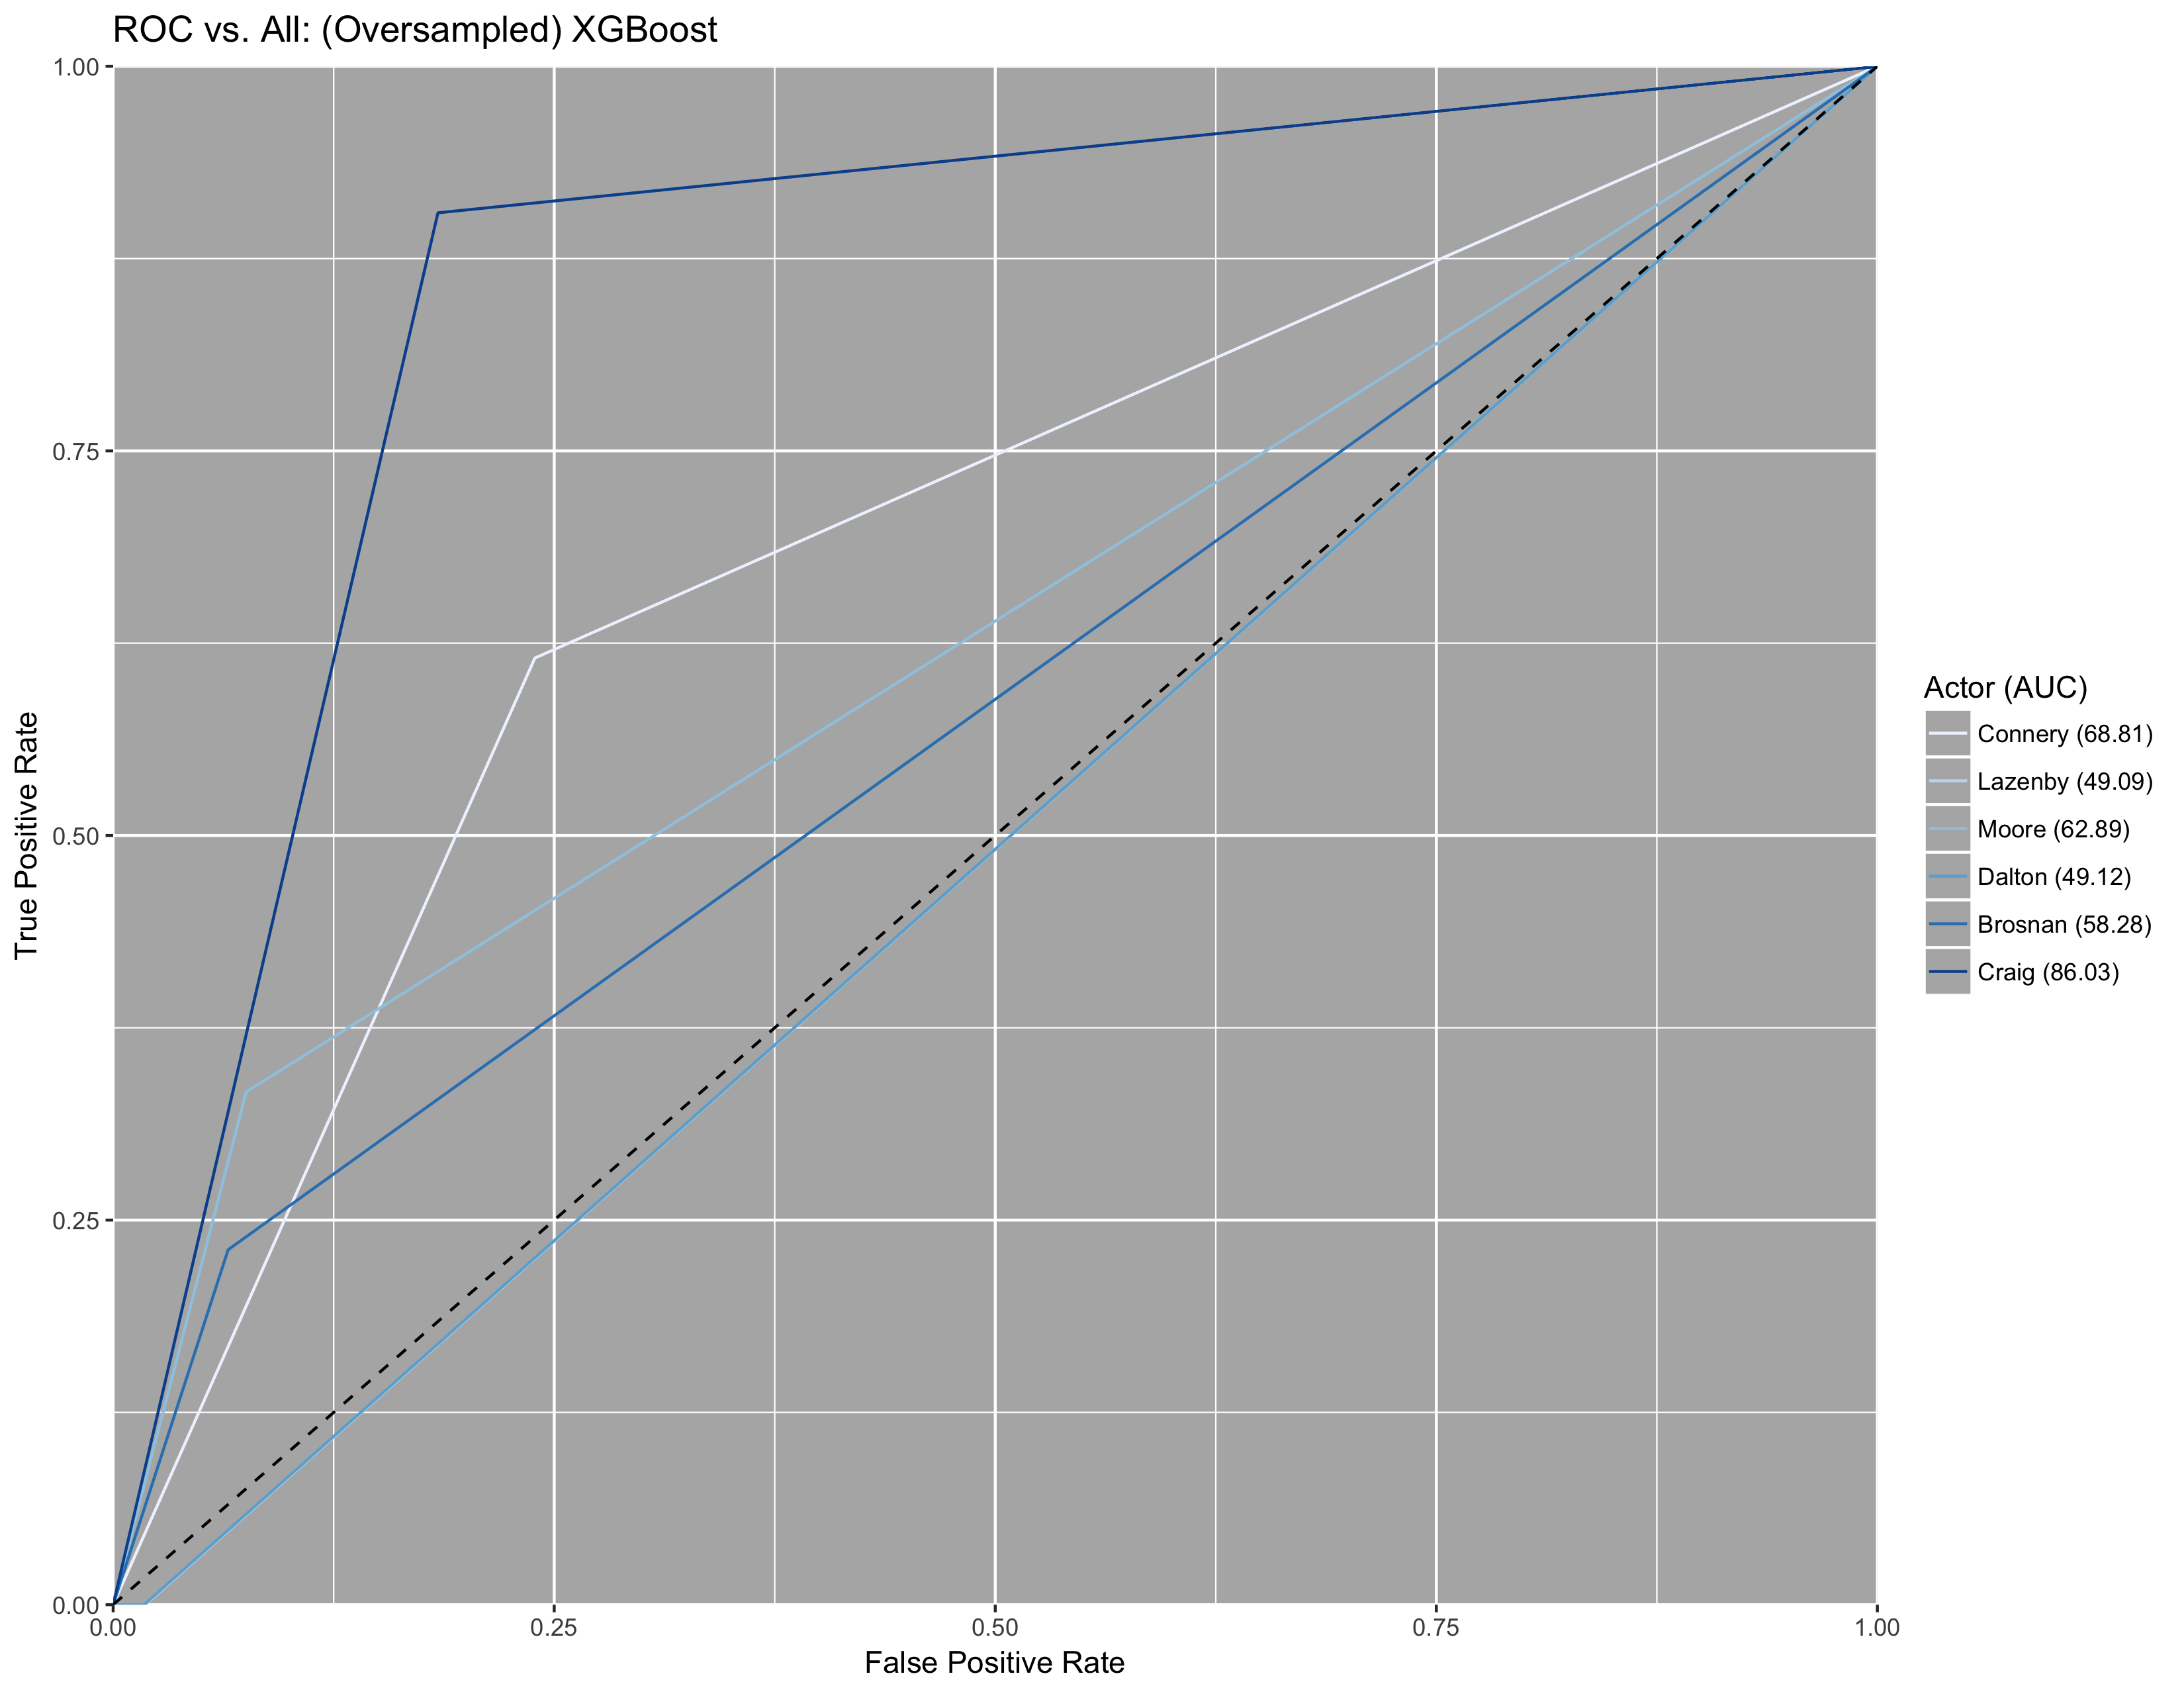 ROC vs. All: (Oversampled) XGBoost
1.00
0.75
0.50
0.25
0.00
True Positive Rate
0.00
0.25
0.50
0.75
1.00
False Positive Rate
Actor (AUC)
Connery (68.81)
Lazenby (49.09)
Moore (62.89)
Dalton (49.12)
Brosnan (58.28)
Craig (86.03)